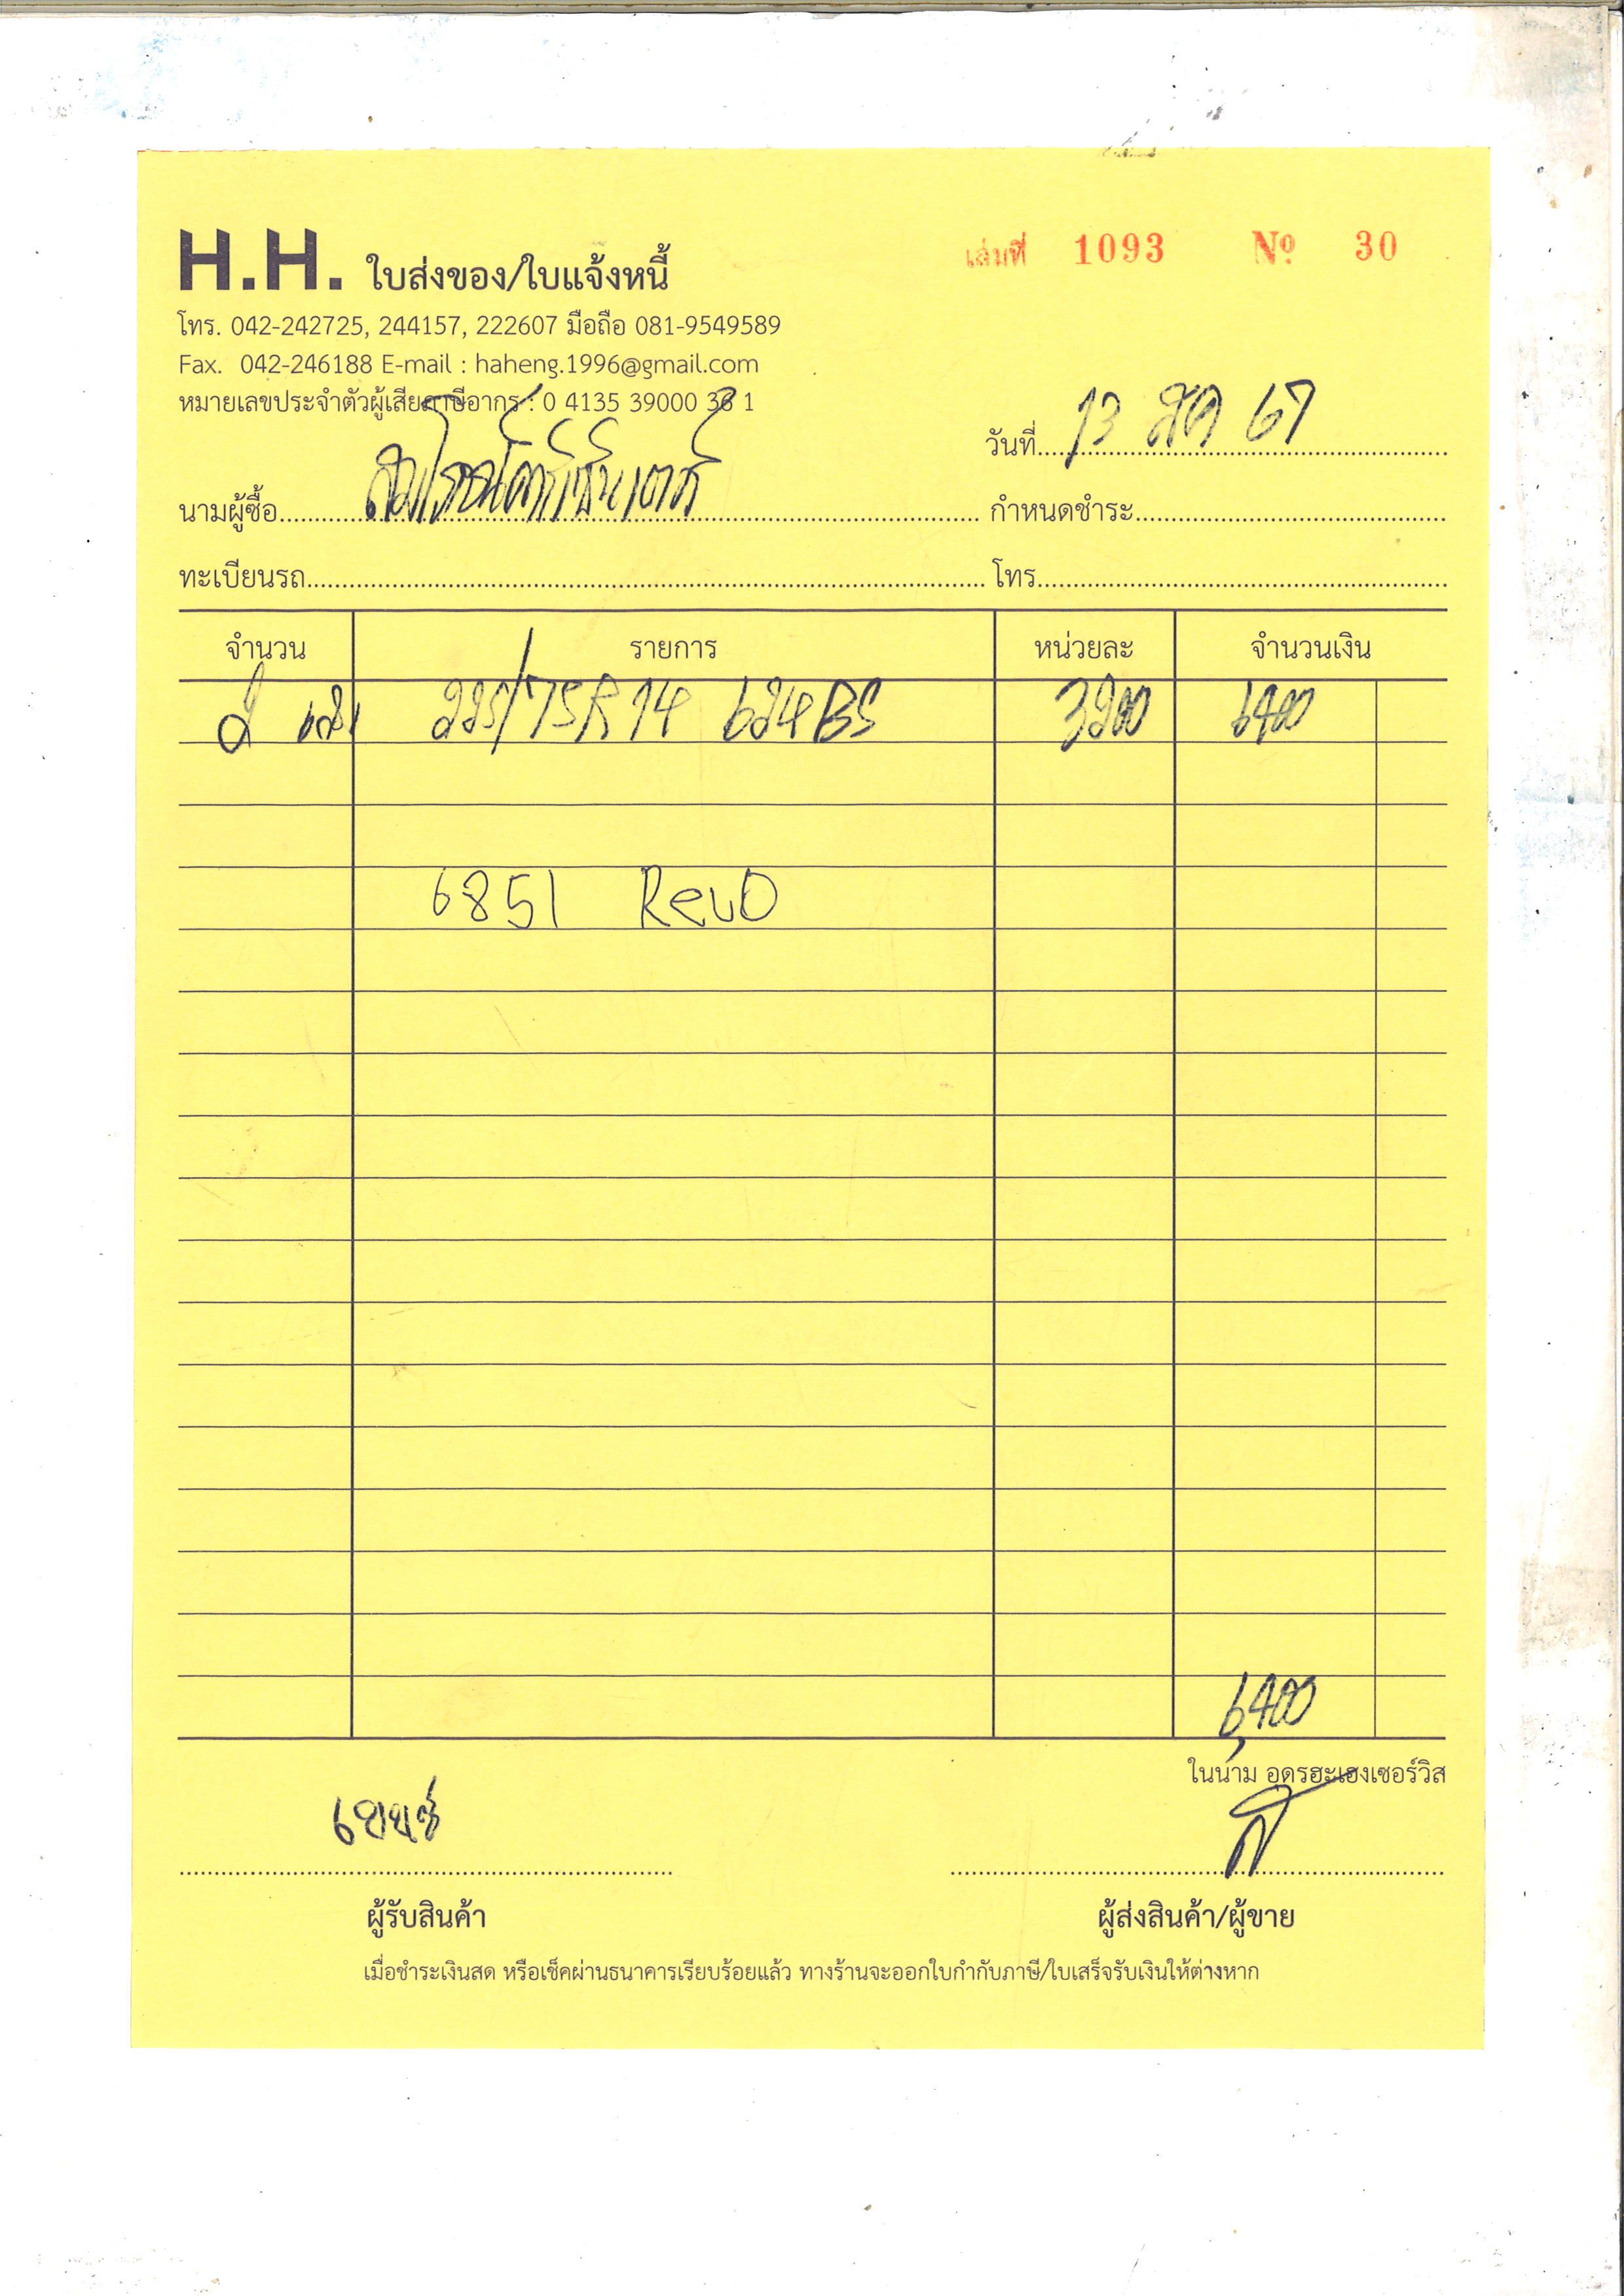 H.H. ใบส่งของ/ใบแจ้งหนี้
เล่มที่ 1093 Nº 30
โทร. 042-242725, 244157, 222607 มือถือ 081-9549589
Fax. 042-246188 E-mail : haheng.1996@gmail.com
หมายเลขประจำตัวผู้เสียภาษีอากร : 0 4135 39000 36 1
วันที่ 13 สค 67
นามผู้ซื้อ กำหนดชำระ
ทะเบียนรถ โทร
จำนวน รายการ หน่วยละ จำนวนเงิน
2 เส้น 225/75R14 624BS 3200 6400
6851 Revo
6,400
ในนาม อุดรฮะเฮงเซอร์วิส
ผู้รับสินค้า ผู้ส่งสินค้า/ผู้ขาย
เมื่อชำระเงินสด หรือเช็คผ่านธนาคารเรียบร้อยแล้ว ทางร้านจะออกใบกำกับภาษี/ใบเสร็จรับเงินให้ต่างหาก